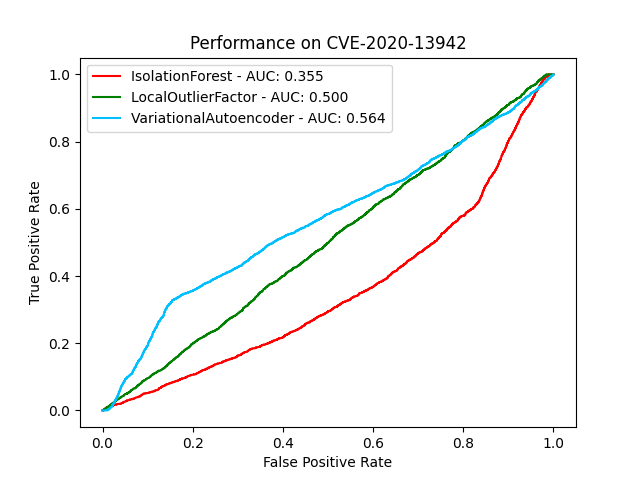 Performance on CVE-2020-13942
IsolationForest - AUC: 0.355
LocalOutlierFactor - AUC: 0.500
VariationalAutoencoder - AUC: 0.564
True Positive Rate
1.0
0.8
0.6
0.4
0.2
0.0
0.0 0.2 0.4 0.6 0.8 1.0
False Positive Rate